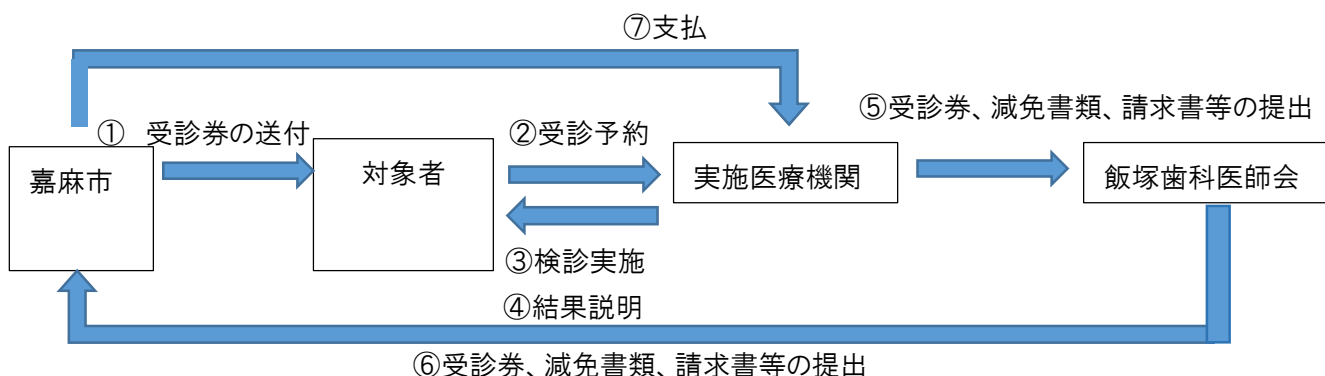 ⑦支払
⑤受診券、減免書類、請求書等の提出
① 受診券の送付
②受診予約
嘉麻市
対象者
実施医療機関
飯塚歯科医師会
③検診実施
④結果説明
⑥受診券、減免書類、請求書等の提出